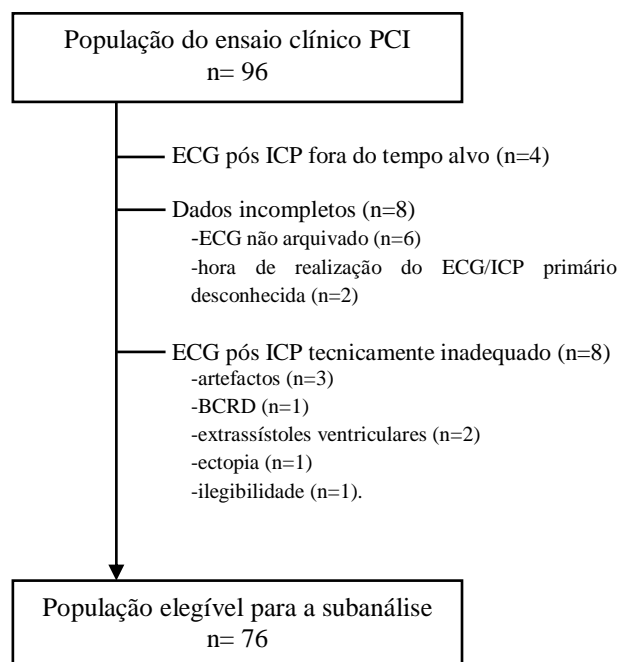 População do ensaio clínico PCI
n= 96
ECG pós ICP fora do tempo alvo (n=4)
Dados incompletos (n=8)
-ECG não arquivado (n=6)
-hora de realização do ECG/ICP primário
desconhecida (n=2)
ECG pós ICP tecnicamente inadequado (n=8)
-artefactos (n=3)
-BCRD (n=1)
-extrassístoles ventriculares (n=2)
-ectopia (n=1)
-ilegibilidade (n=1).
População elegível para a subanálise
n= 76